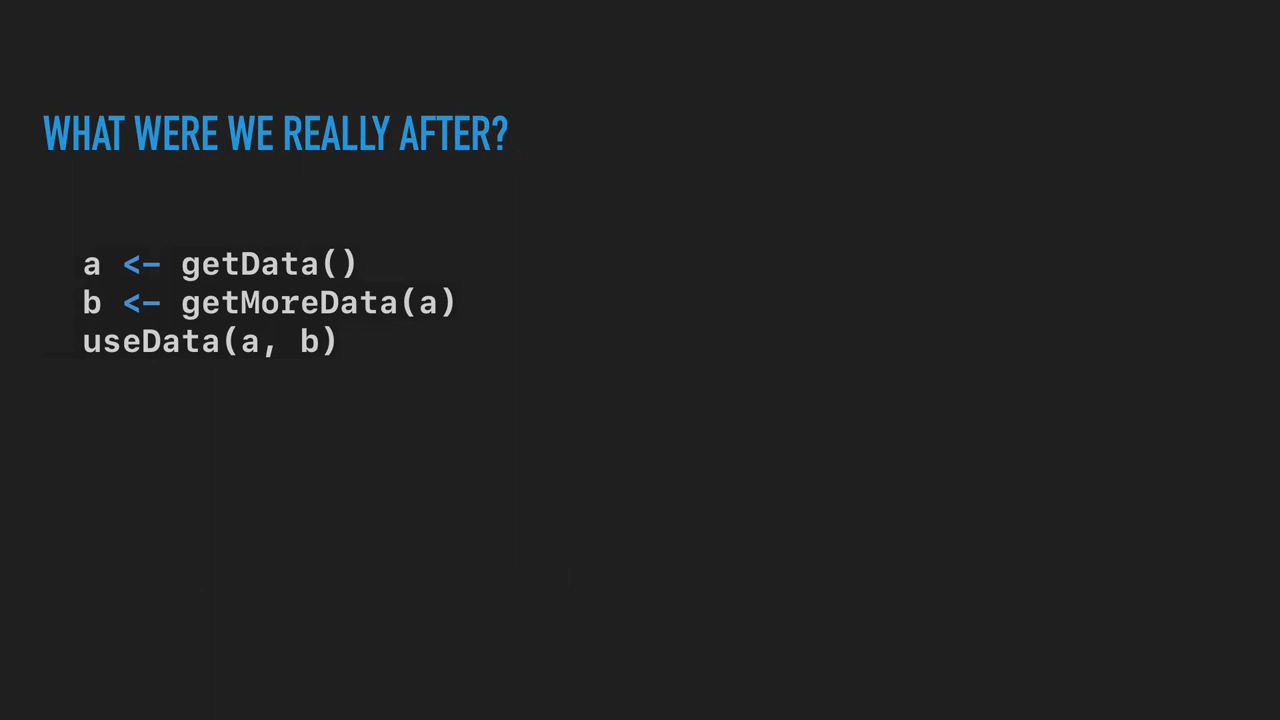 WHAT WERE WE REALLY AFTER?
a <- getData()
b <- getMoreData(a)
useData(a, b)